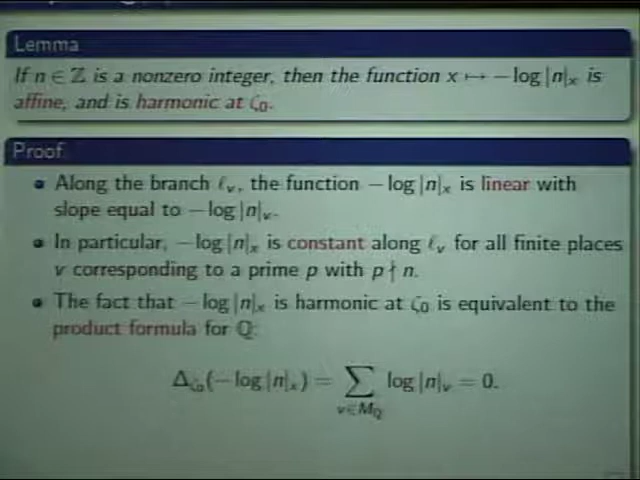 Lemma
If n ∈ ℤ is a nonzero integer, then the function x ↦ − log |n|ₓ is
affine, and is harmonic at ζ₀.
Proof
• Along the branch ℓᵥ, the function − log |n|ₓ is linear with
slope equal to − log |n|ᵥ.
• In particular, − log |n|ₓ is constant along ℓᵥ for all finite places
v corresponding to a prime p with p ∤ n.
• The fact that − log |n|ₓ is harmonic at ζ₀ is equivalent to the
product formula for ℚ:
Δ_{ζ₀}(− log |n|ₓ) = ∑_{v∈M_ℚ} log |n|ᵥ = 0.